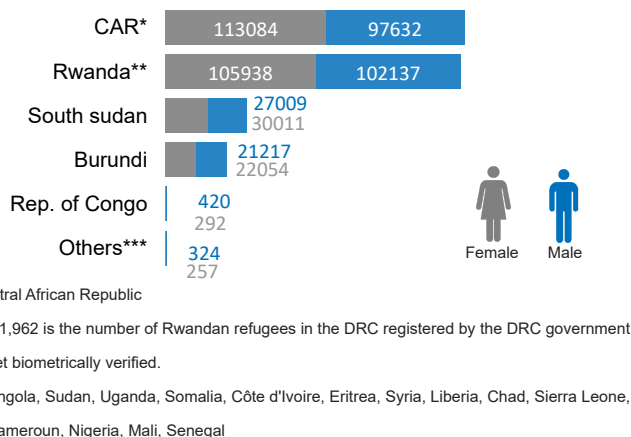 CAR* 113084 97632
Rwanda** 105938 102137
South sudan 27009
30011
Burundi 21217
22054
Rep. of Congo 420
292
Others*** 324
257
Female Male
tral African Republic
1,962 is the number of Rwandan refugees in the DRC registered by the DRC government
et biometrically verified.
ngola, Sudan, Uganda, Somalia, Côte d'Ivoire, Eritrea, Syria, Liberia, Chad, Sierra Leone,
ameroun, Nigeria, Mali, Senegal